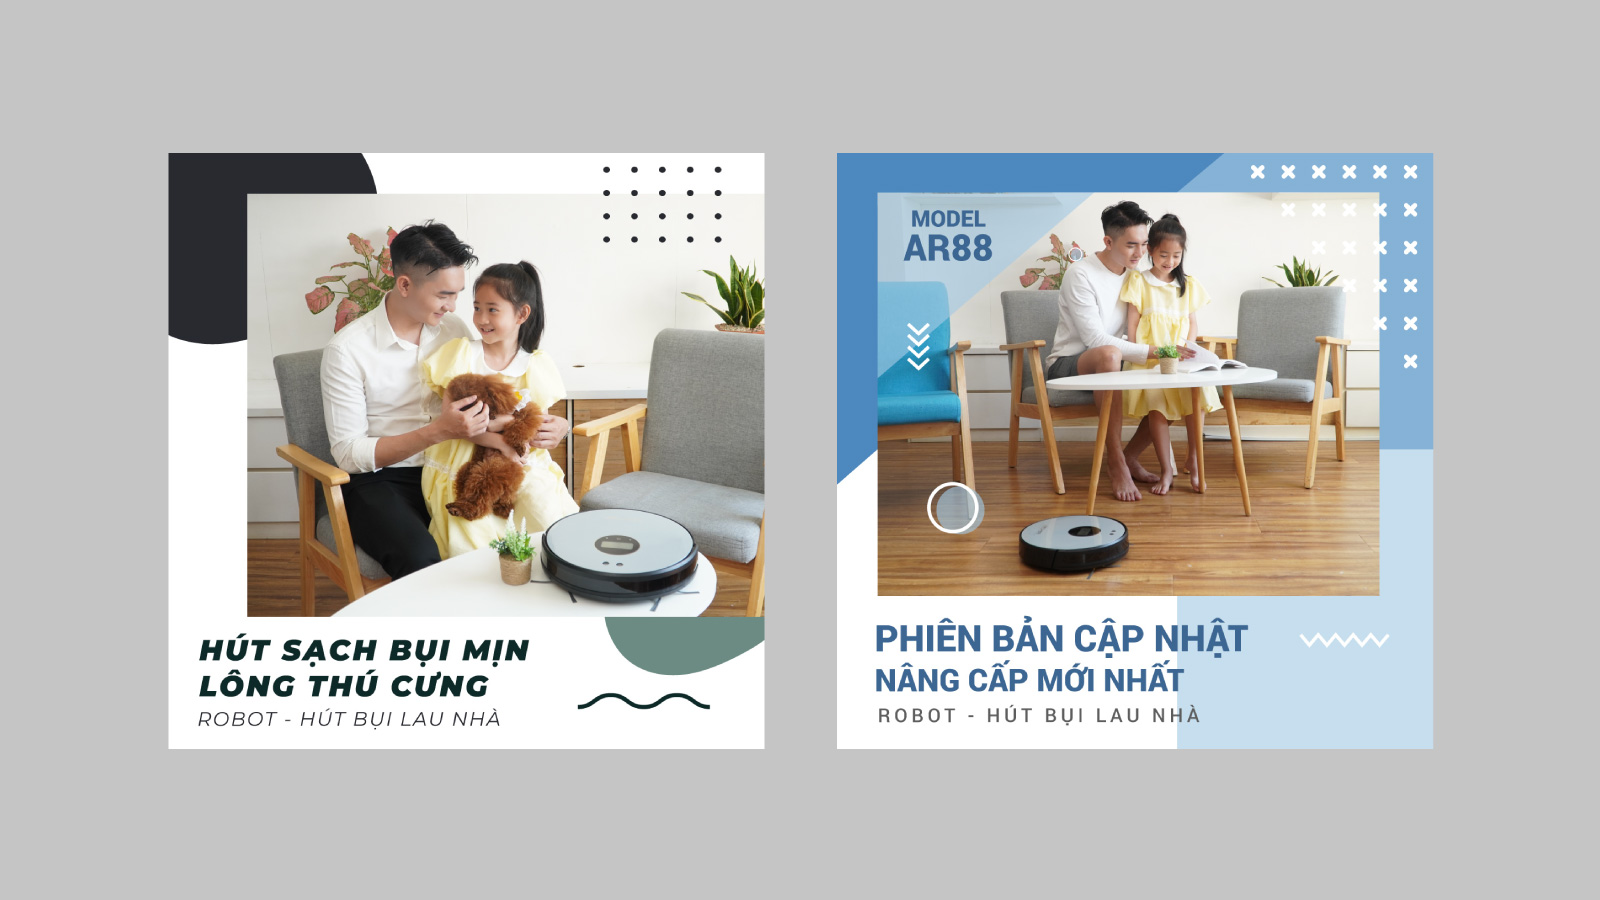 HÚT SẠCH BỤI MỊN
LÔNG THÚ CƯNG
ROBOT - HÚT BỤI LAU NHÀ
MODEL
AR88
PHIÊN BẢN CẬP NHẬT
NÂNG CẤP MỚI NHẤT
ROBOT - HÚT BỤI LAU NHÀ